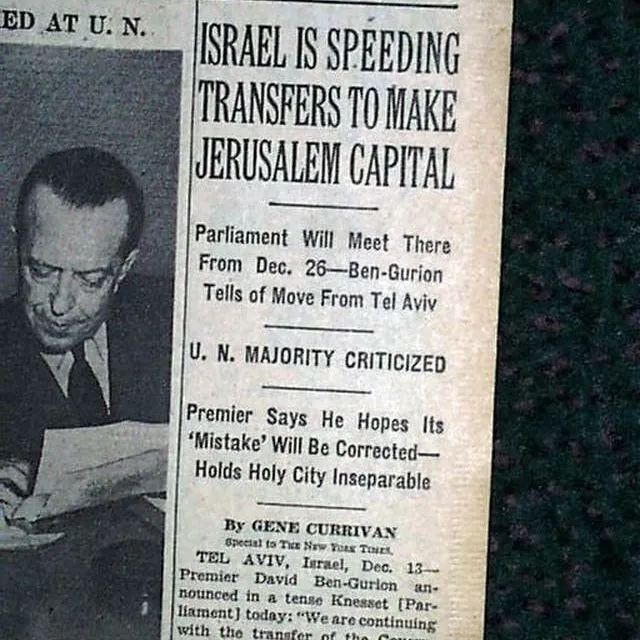 ED AT U. N.
ISRAEL IS SPEEDING
TRANSFERS TO MAKE
JERUSALEM CAPITAL
Parliament Will Meet There
From Dec. 26—Ben-Gurion
Tells of Move From Tel Aviv
U. N. MAJORITY CRITICIZED
Premier Says He Hopes Its
'Mistake' Will Be Corrected—
Holds Holy City Inseparable
By GENE CURRIVAN
Special to THE NEW YORK TIMES.
TEL AVIV, Israel, Dec. 13—
Premier David Ben-Gurion an-
nounced in a tense Knesset [Par-
liament] today: "We are continuing
with the transfer of the